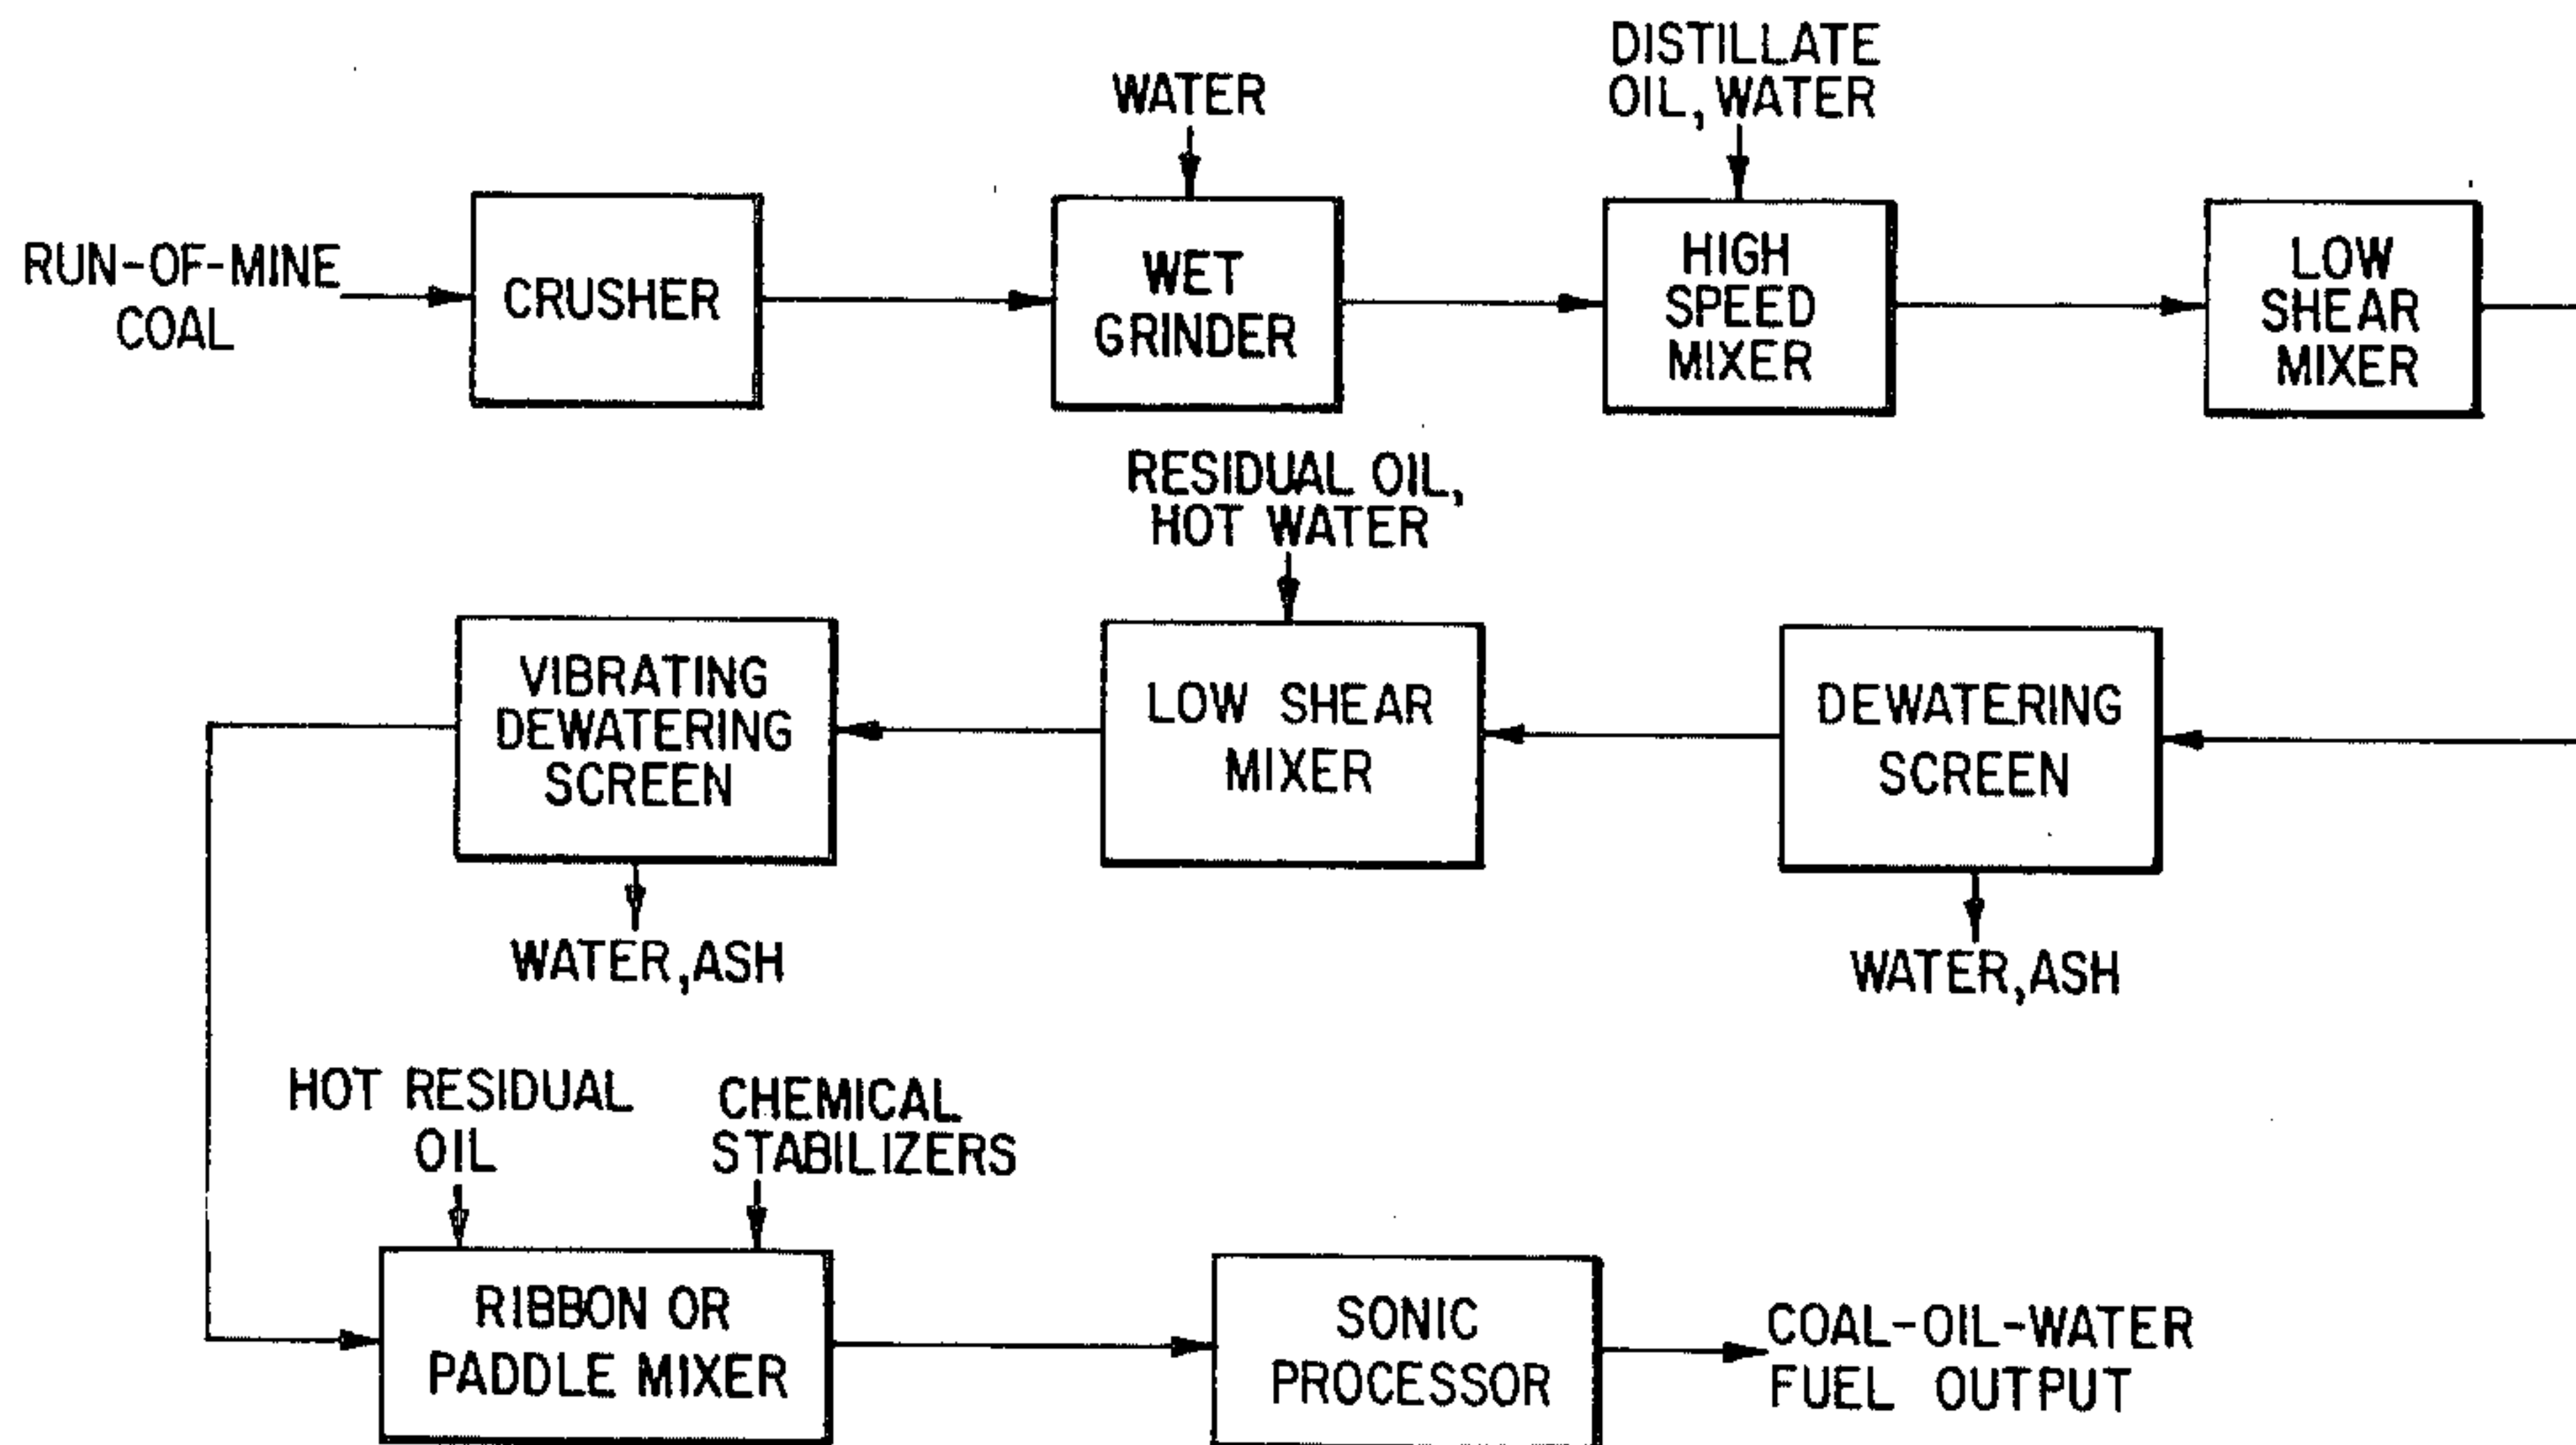 WATER
DISTILLATE
OIL, WATER
RUN-OF-MINE
COAL
CRUSHER
WET
GRINDER
HIGH
SPEED
MIXER
LOW
SHEAR
MIXER
RESIDUAL OIL,
HOT WATER
VIBRATING
DEWATERING
SCREEN
LOW SHEAR
MIXER
DEWATERING
SCREEN
WATER, ASH
WATER, ASH
HOT RESIDUAL
OIL
CHEMICAL
STABILIZERS
RIBBON OR
PADDLE MIXER
SONIC
PROCESSOR
COAL-OIL-WATER
FUEL OUTPUT